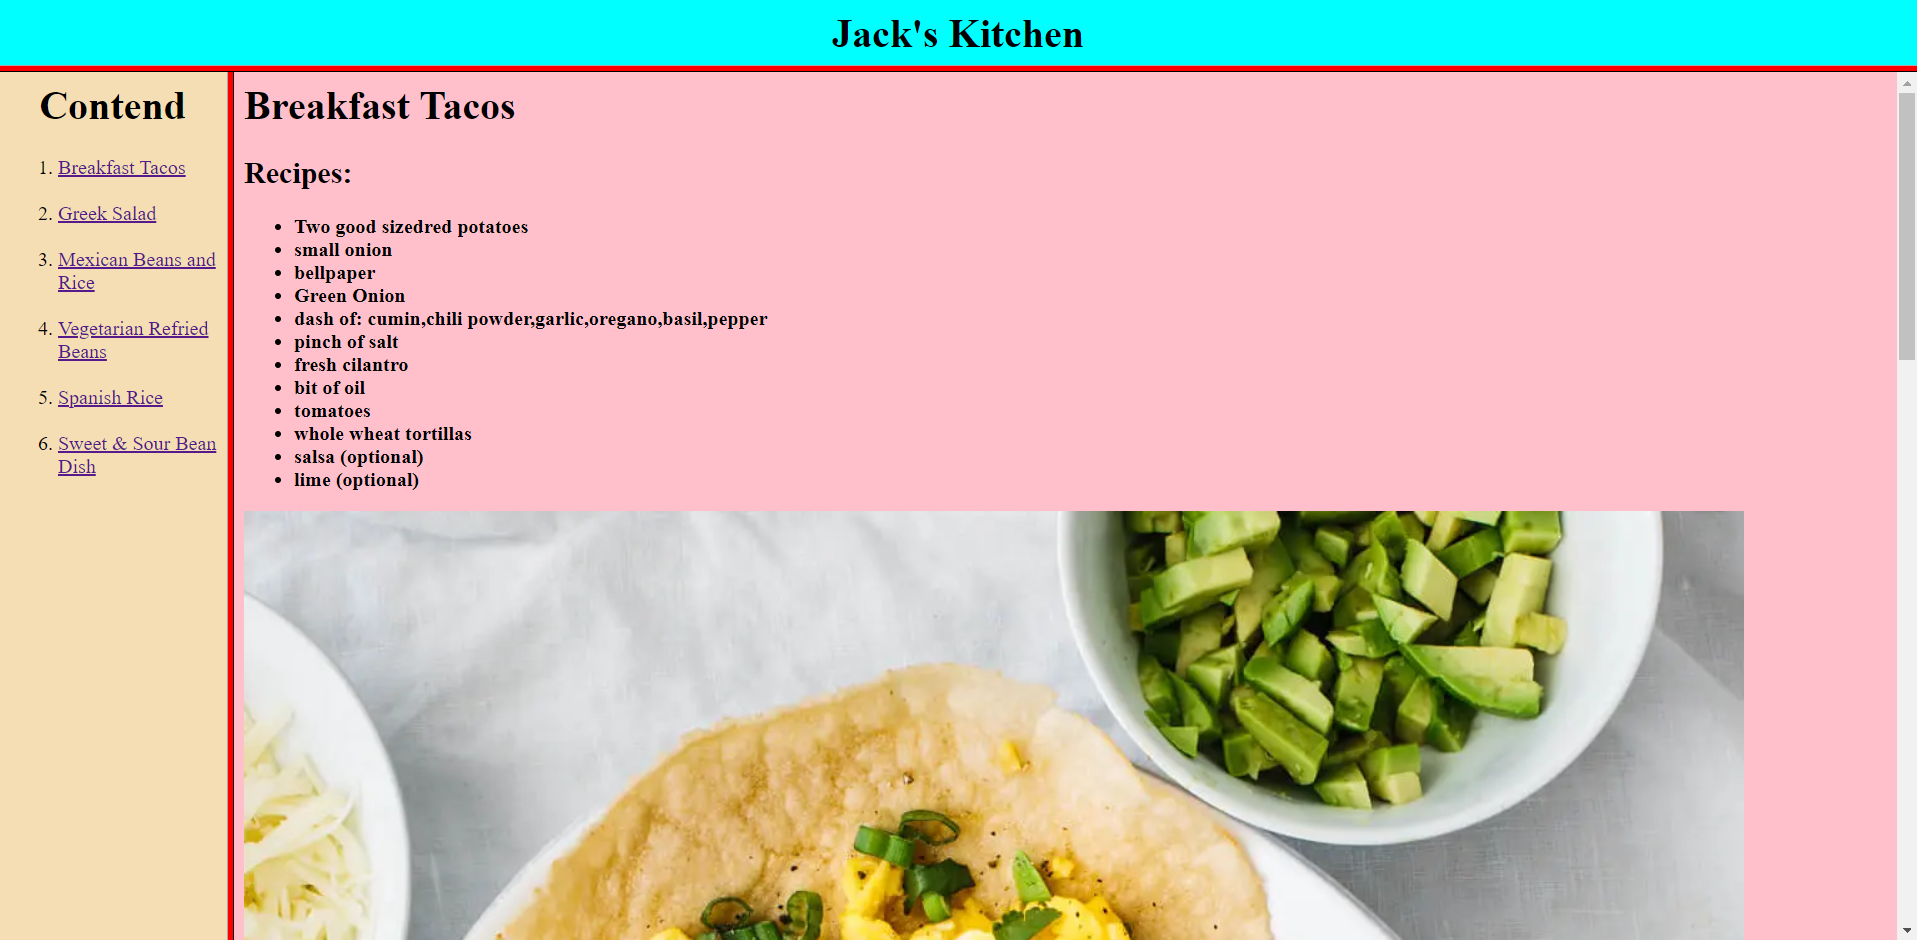 Jack's Kitchen
Contend
1. Breakfast Tacos
2. Greek Salad
3. Mexican Beans and
Rice
4. Vegetarian Refried
Beans
5. Spanish Rice
6. Sweet & Sour Bean
Dish
Breakfast Tacos
Recipes:
• Two good sizedred potatoes
• small onion
• bellpaper
• Green Onion
• dash of: cumin,chili powder,garlic,oregano,basil,pepper
• pinch of salt
• fresh cilantro
• bit of oil
• tomatoes
• whole wheat tortillas
• salsa (optional)
• lime (optional)